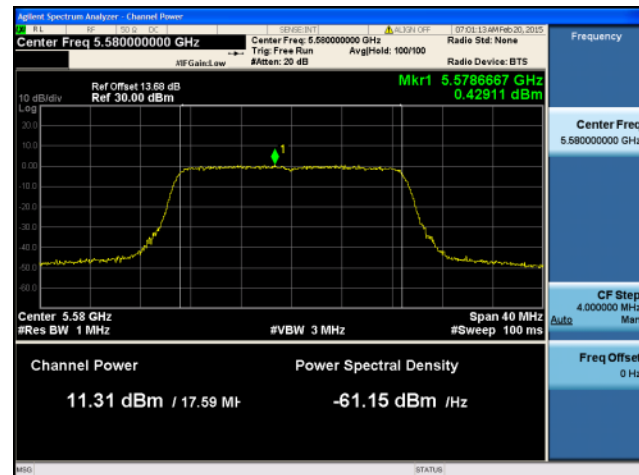 Agilent Spectrum Analyzer - Channel Power
RL RF 50 Ω DC SENSE:INT ALIGN OFF 07:01:13 AM Feb 20, 2015
Center Freq 5.580000000 GHz
Center Freq: 5.580000000 GHz
Radio Std: None
Trig: Free Run Avg|Hold: 100/100
#IFGain:Low
#Atten: 20 dB
Radio Device: BTS
Frequency
Ref Offset 13.68 dB
Mkr1 5.5786667 GHz
10 dB/div Ref 30.00 dBm
0.42911 dBm
Log
20.0
10.0
0.00
-10.0
-20.0
-30.0
-40.0
-50.0
-60.0
1
Center Freq
5.580000000 GHz
Center 5.58 GHz
Span 40 MHz
#Res BW 1 MHz
#VBW 3 MHz
#Sweep 100 ms
CF Step
4.000000 MHz
Auto Man
Channel Power
Power Spectral Density
11.31 dBm / 17.59 MH
-61.15 dBm /Hz
Freq Offset
0 Hz
MSG
STATUS